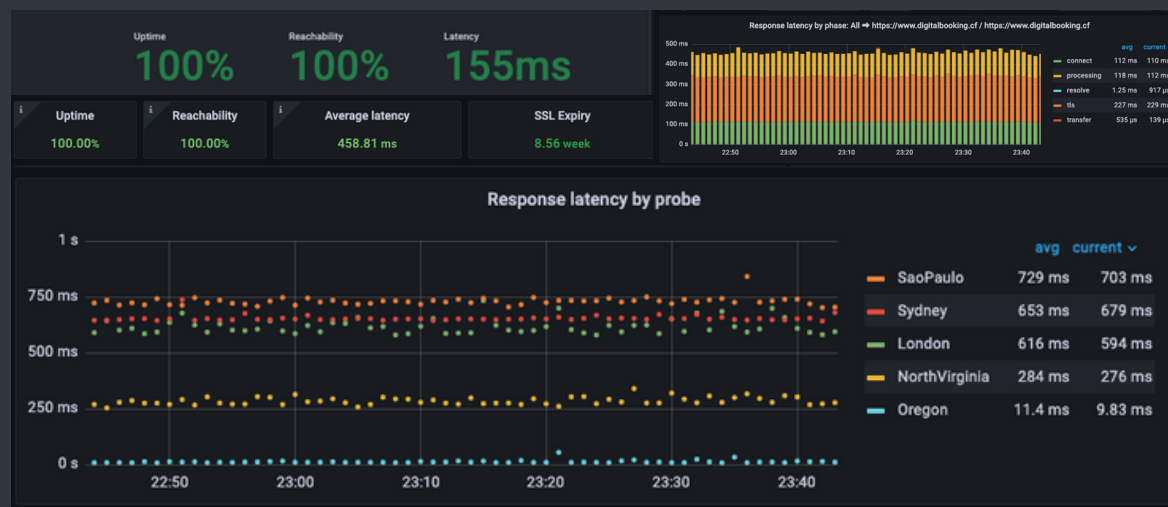 Uptime Reachability Latency
100% 100% 155ms
Response latency by phase: All ➡ https://www.digitalbooking.cf / https://www.digitalbooking.cf
500 ms
400 ms
300 ms
200 ms
100 ms
0 s
22:50 23:00 23:10 23:20 23:30 23:40
avg current
connect 112 ms 110 ms
processing 118 ms 112 ms
resolve 1.25 ms 917 µs
tls 227 ms 229 ms
transfer 535 µs 139 µs
i Uptime i Reachability i Average latency SSL Expiry
100.00% 100.00% 458.81 ms 8.56 week
Response latency by probe
1 s
750 ms
500 ms
250 ms
0 s
22:50 23:00 23:10 23:20 23:30 23:40
avg current
SaoPaulo 729 ms 703 ms
Sydney 653 ms 679 ms
London 616 ms 594 ms
NorthVirginia 284 ms 276 ms
Oregon 11.4 ms 9.83 ms